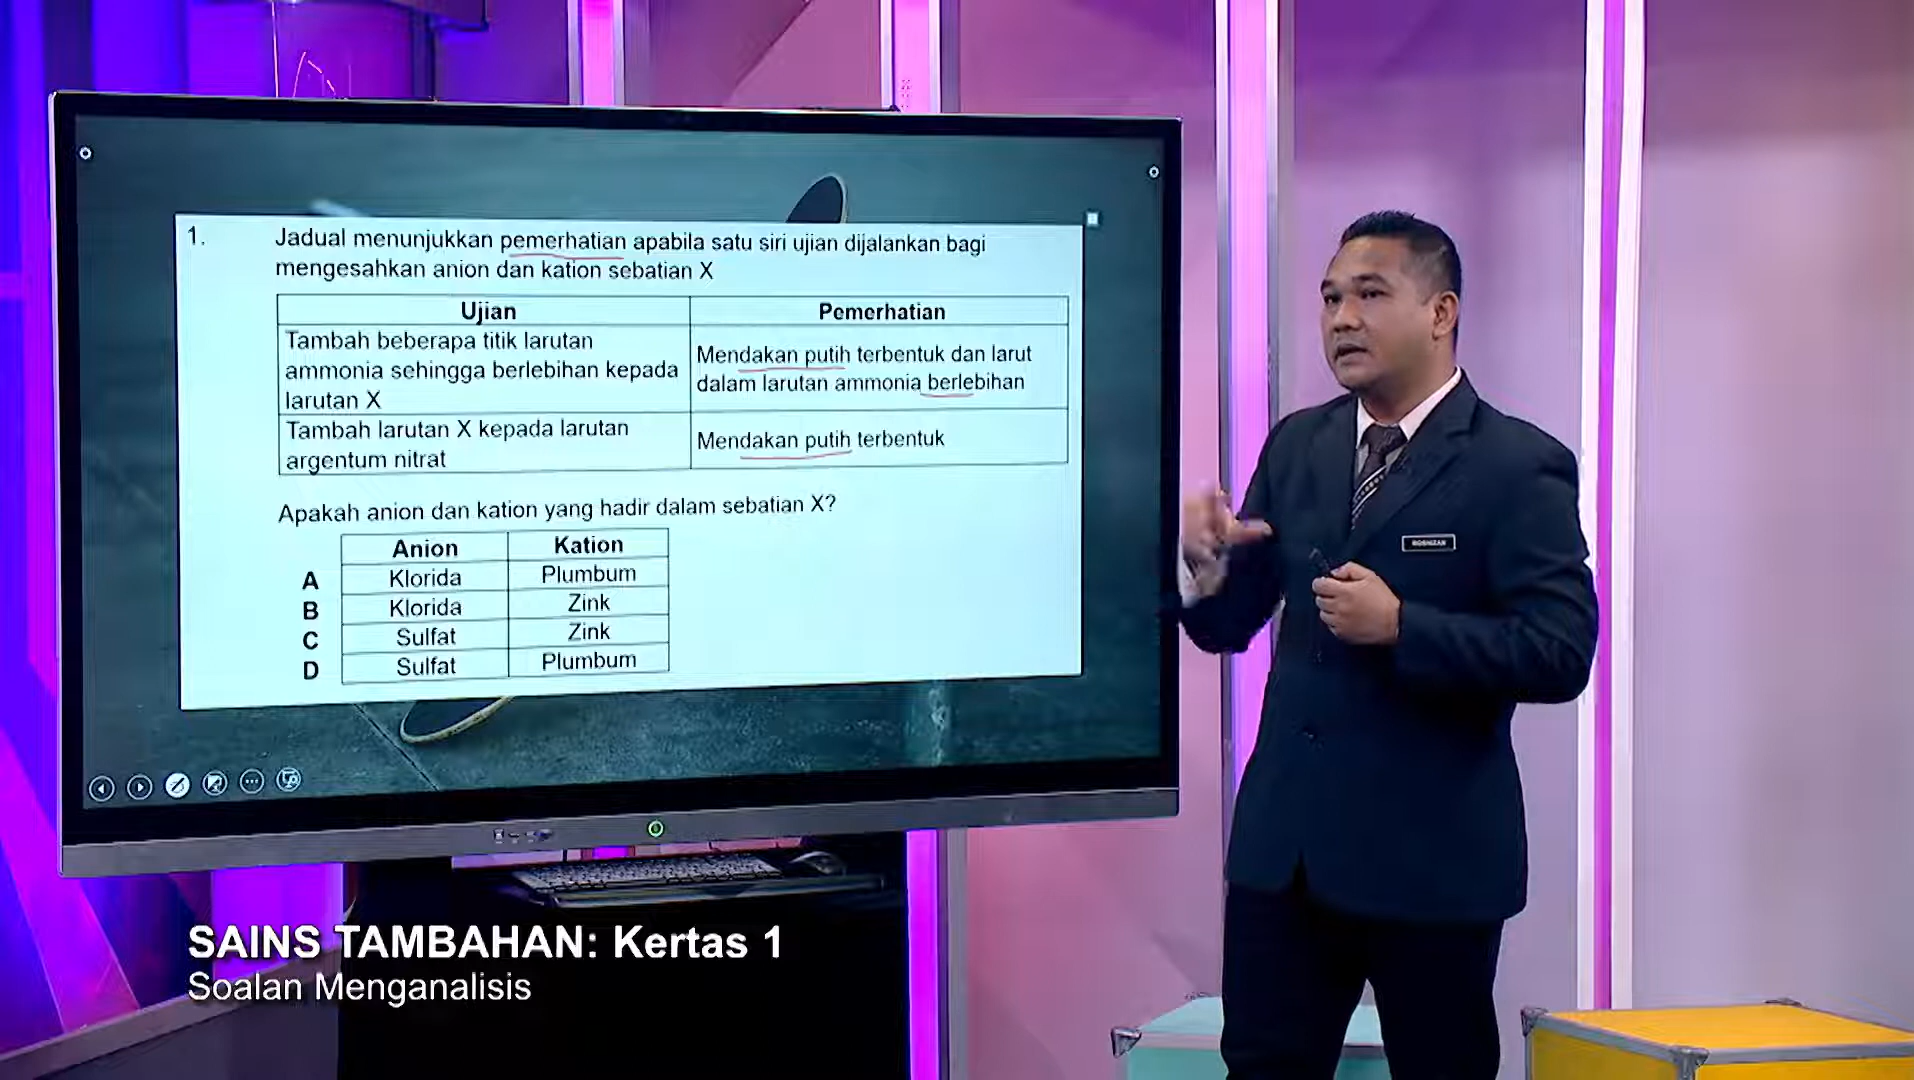 1.
Jadual menunjukkan pemerhatian apabila satu siri ujian dijalankan bagi
mengesahkan anion dan kation sebatian X
Ujian
Pemerhatian
Tambah beberapa titik larutan
ammonia sehingga berlebihan kepada
larutan X
Mendakan putih terbentuk dan larut
dalam larutan ammonia berlebihan
Tambah larutan X kepada larutan
argentum nitrat
Mendakan putih terbentuk
Apakah anion dan kation yang hadir dalam sebatian X?
Anion Kation
A Klorida Plumbum
B Klorida Zink
C Sulfat Zink
D Sulfat Plumbum
SAINS TAMBAHAN: Kertas 1
Soalan Menganalisis